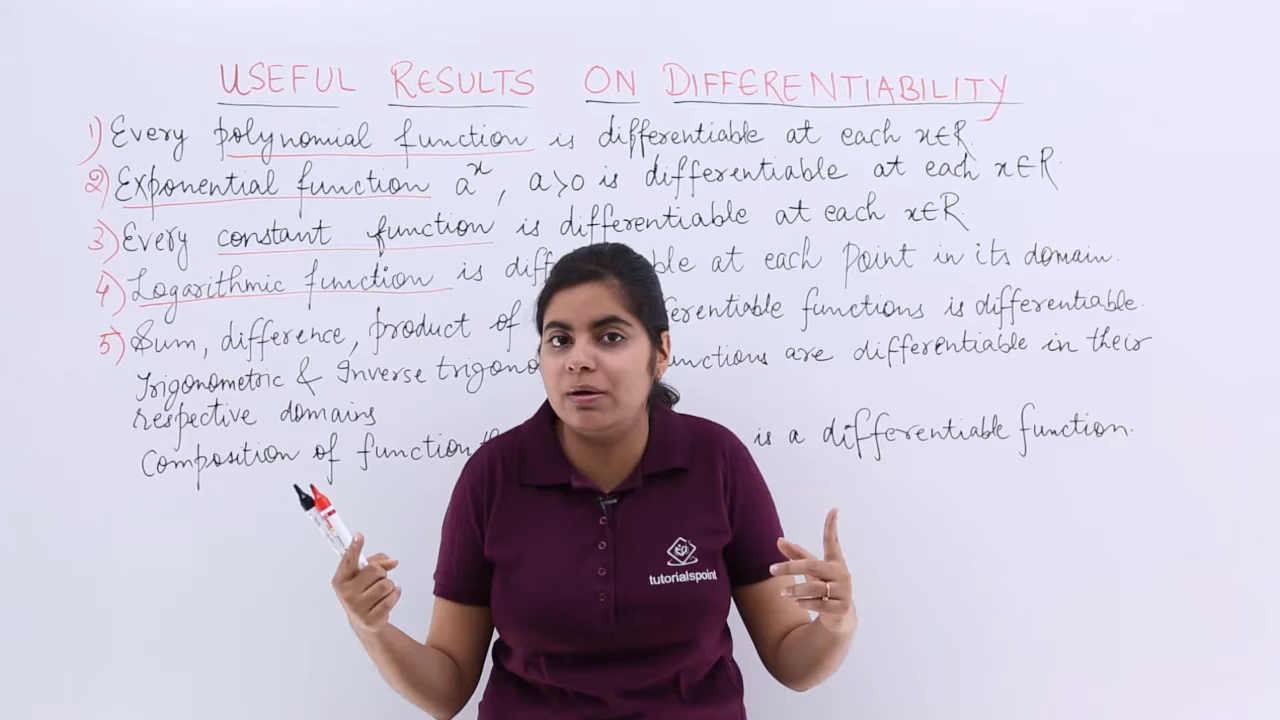 USEFUL RESULTS ON DIFFERENTIABILITY
1) Every polynomial function is differentiable at each x∈R.
2) Exponential function aˣ, a>0 is differentiable at each x∈R.
3) Every constant function is differentiable at each x∈R.
4) Logarithmic function is diff ble at each point in its domain.
5) Sum, difference, product of erentiable functions is differentiable.
Trigonometric & Inverse trigono unctions are differentiable in their
respective domains
Composition of function is a differentiable function.
tutorialspoint